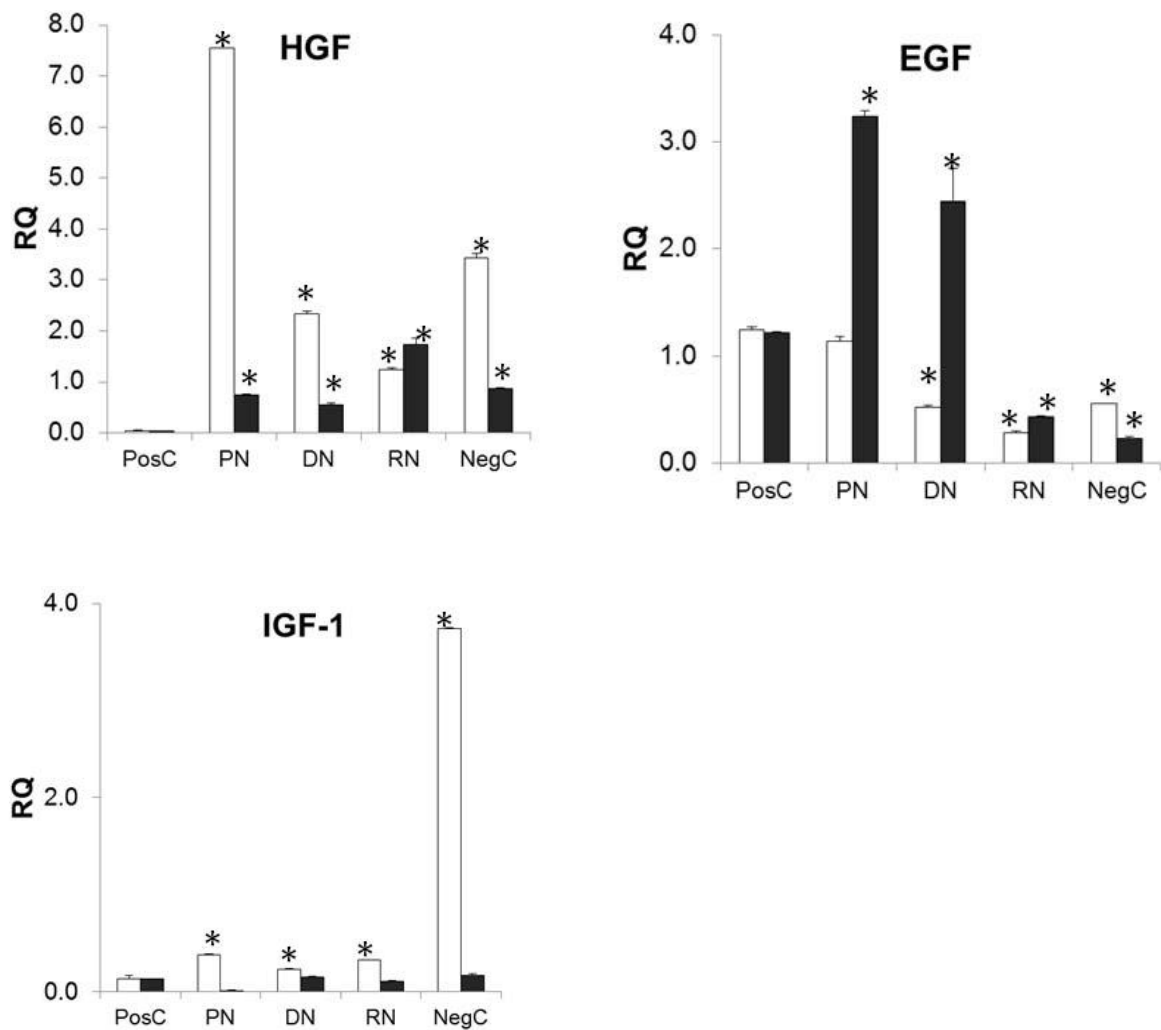 HGF
8.0
7.0
6.0
5.0
4.0
3.0
2.0
1.0
0.0
RQ
* * * * * * * *
PosC PN DN RN NegC
EGF
4.0
3.0
2.0
1.0
0.0
RQ
* * * * * * *
PosC PN DN RN NegC
IGF-1
4.0
2.0
0.0
RQ
* * * *
PosC PN DN RN NegC